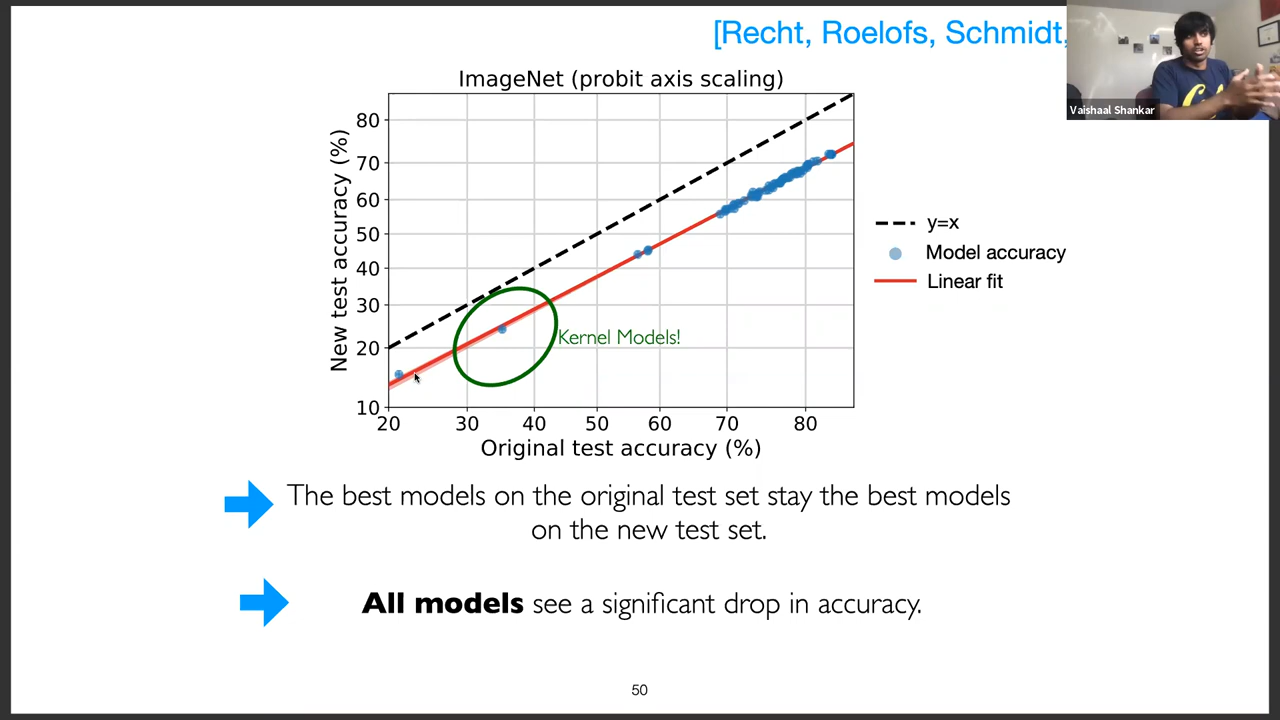 [Recht, Roelofs, Schmidt,
Vaishaal Shankar
ImageNet (probit axis scaling)
New test accuracy (%)
80
70
60
50
40
30
20
10
20 30 40 50 60 70 80
Original test accuracy (%)
Kernel Models!
y=x
Model accuracy
Linear fit
The best models on the original test set stay the best models
on the new test set.
All models see a significant drop in accuracy.
50